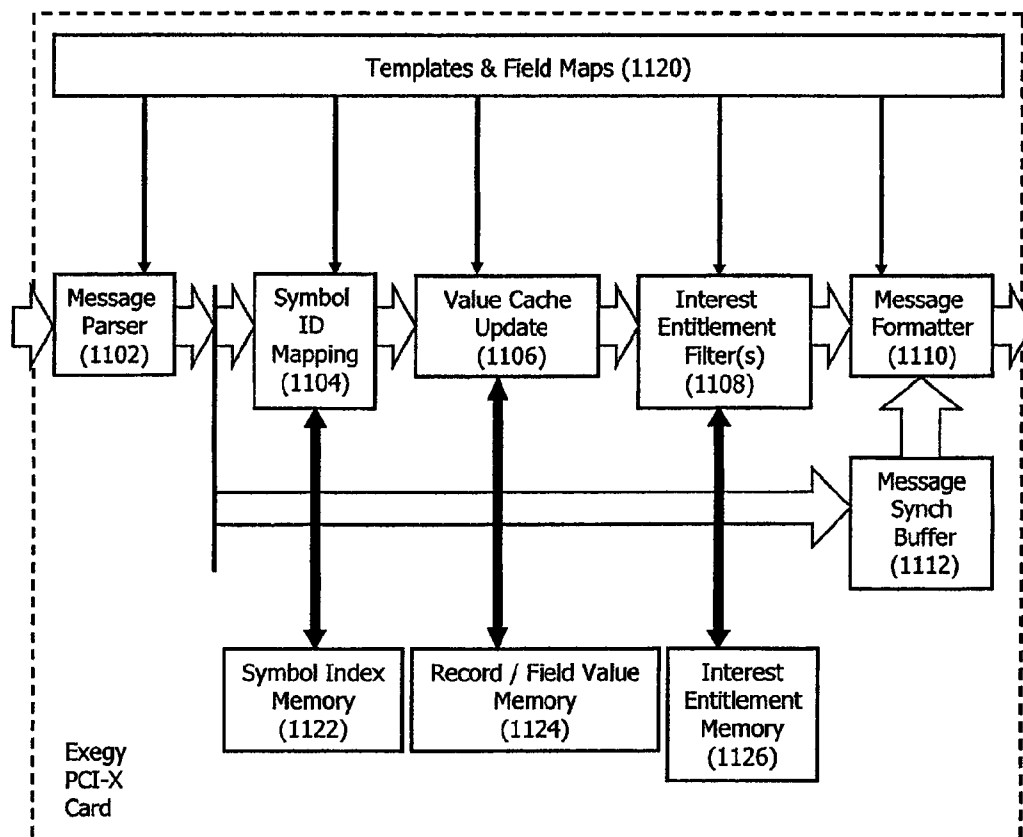 Templates & Field Maps (1120)
Message
Parser
(1102)
Symbol
ID
Mapping
(1104)
Value Cache
Update
(1106)
Interest
Entitlement
Filter(s)
(1108)
Message
Formatter
(1110)
Message
Synch
Buffer
(1112)
Symbol Index
Memory
(1122)
Record / Field Value
Memory
(1124)
Interest
Entitlement
Memory
(1126)
Exegy
PCI-X
Card